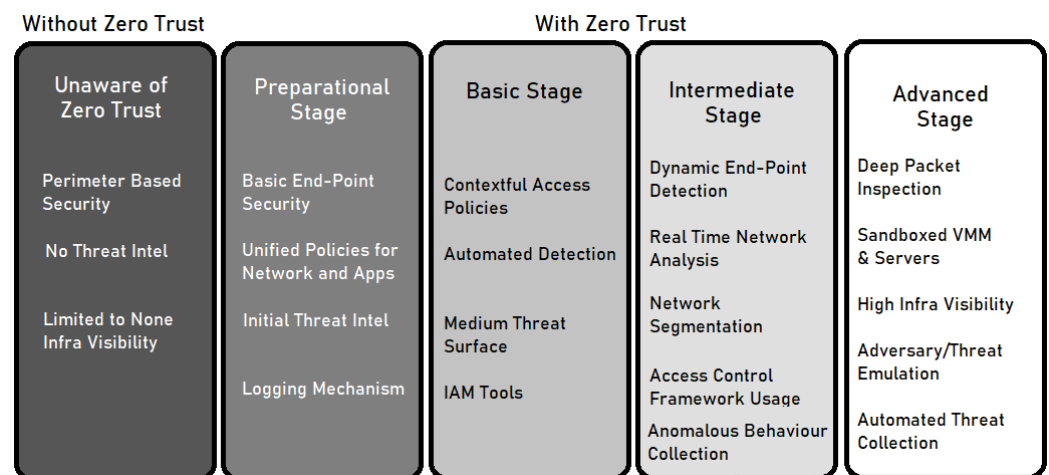 Without Zero Trust
With Zero Trust
Unaware of
Zero Trust
Perimeter Based
Security
No Threat Intel
Limited to None
Infra Visibility
Preparational
Stage
Basic End-Point
Security
Unified Policies for
Network and Apps
Initial Threat Intel
Logging Mechanism
Basic Stage
Contextful Access
Policies
Automated Detection
Medium Threat
Surface
IAM Tools
Intermediate
Stage
Dynamic End-Point
Detection
Real Time Network
Analysis
Network
Segmentation
Access Control
Framework Usage
Anomalous Behaviour
Collection
Advanced
Stage
Deep Packet
Inspection
Sandboxed VMM
& Servers
High Infra Visibility
Adversary/Threat
Emulation
Automated Threat
Collection